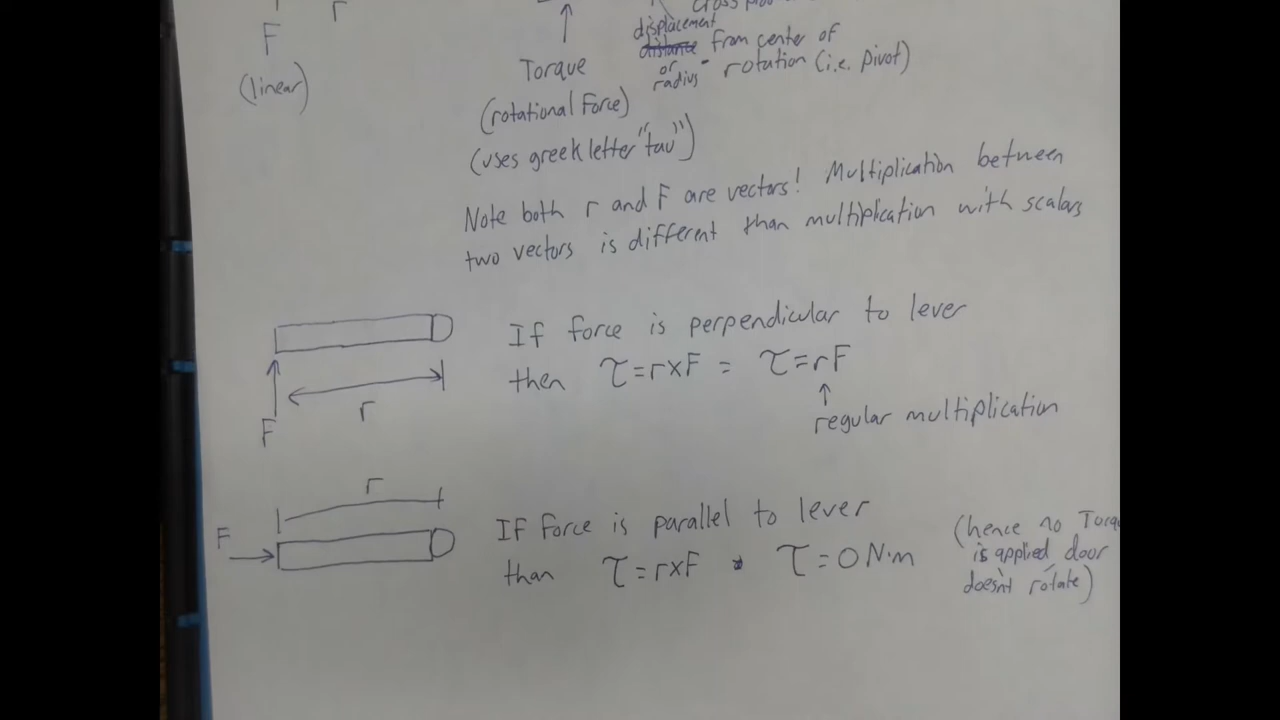 r
F
(linear)
Torque
(rotational Force)
(uses greek letter "tau")
displacement
or
radius
from center of
rotation (i.e. pivot)
Note both r and F are vectors! Multiplication between
two vectors is different than multiplication with scalars
F
r
If force is perpendicular to lever
then τ=r×F = τ=rF
regular multiplication
r
F
If force is parallel to lever
than τ=r×F τ=0 N·m
(hence no Torq
is applied, door
doesn't rotate)